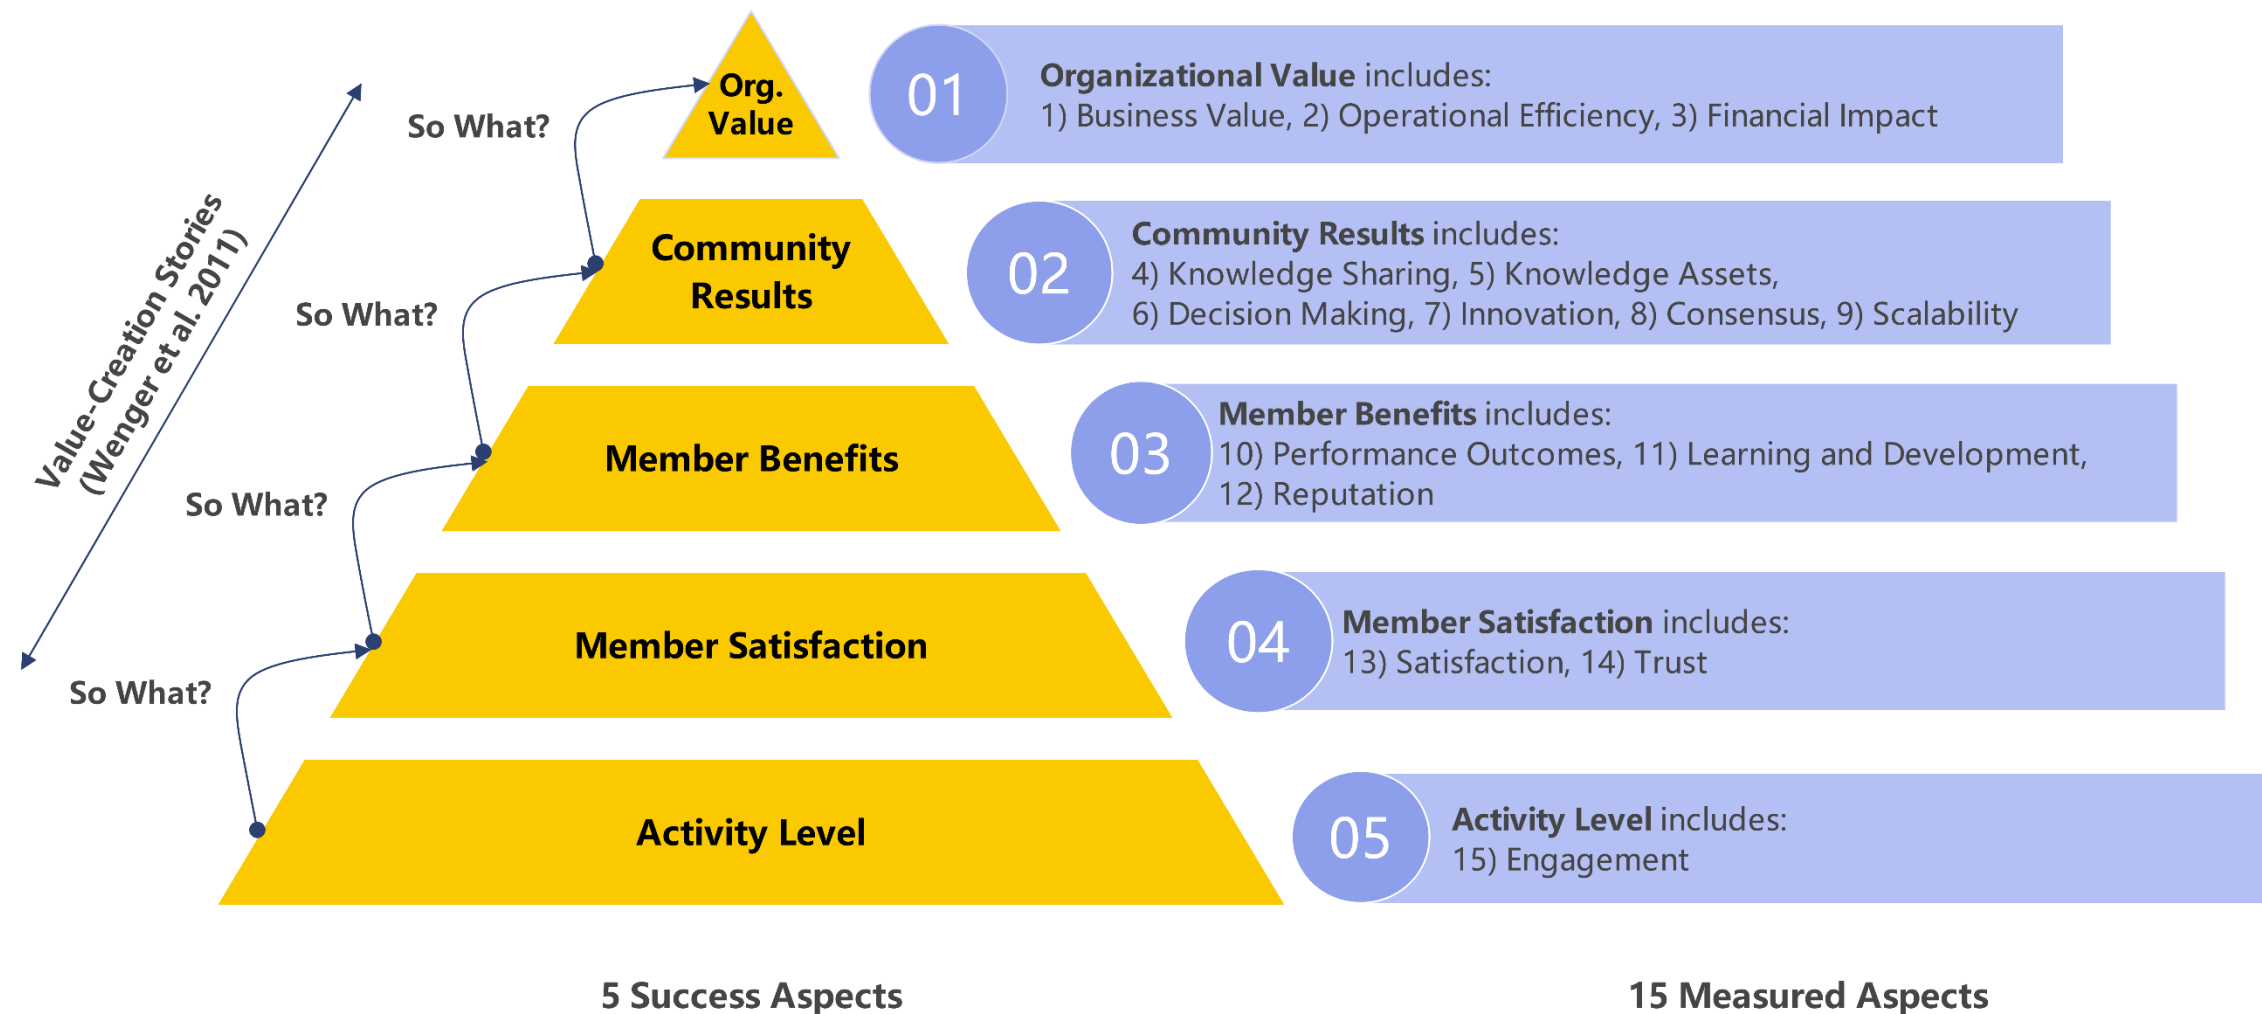 Org.
Value
01
Organizational Value includes:
1) Business Value, 2) Operational Efficiency, 3) Financial Impact
So What?
Value-Creation Stories
(Wenger et al. 2011)
Community
Results
02
Community Results includes:
4) Knowledge Sharing, 5) Knowledge Assets,
6) Decision Making, 7) Innovation, 8) Consensus, 9) Scalability
So What?
Member Benefits
03
Member Benefits includes:
10) Performance Outcomes, 11) Learning and Development,
12) Reputation
So What?
Member Satisfaction
04
Member Satisfaction includes:
13) Satisfaction, 14) Trust
So What?
Activity Level
05
Activity Level includes:
15) Engagement
5 Success Aspects
15 Measured Aspects